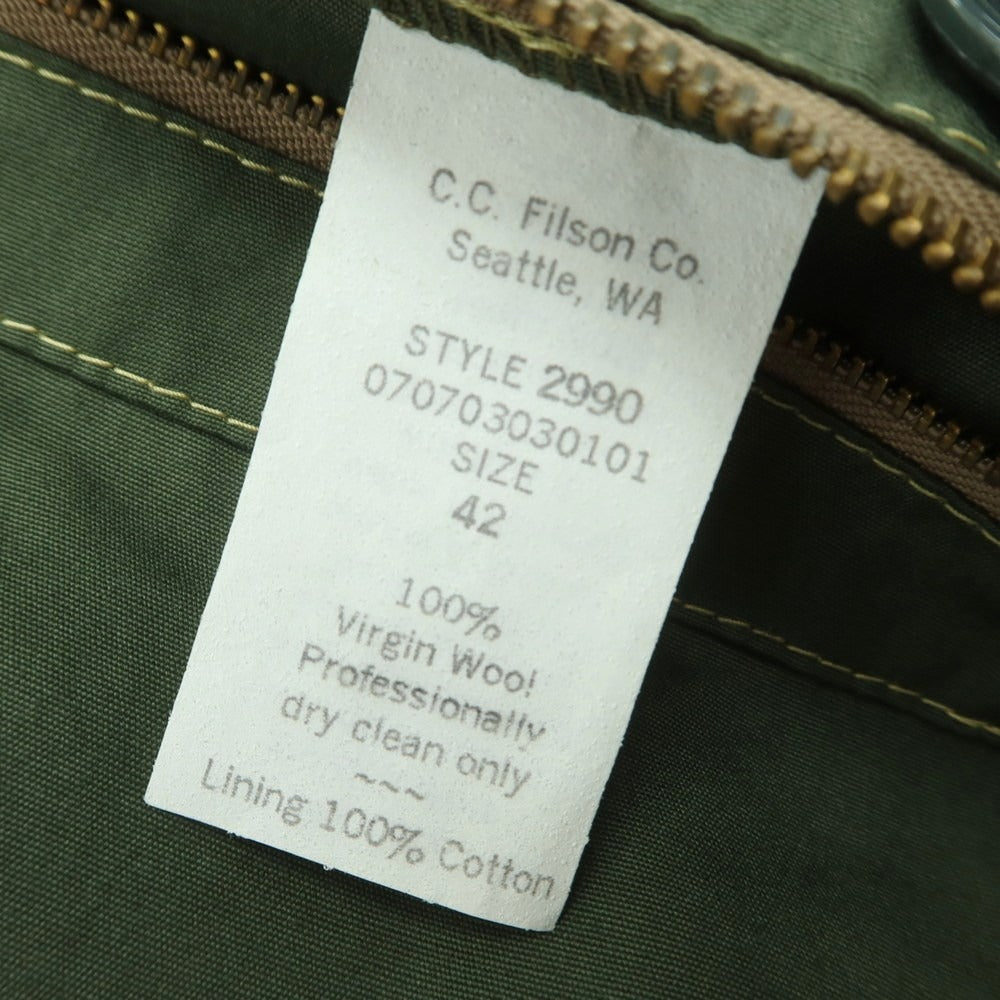 C.C. Filson Co.
Seattle, WA
STYLE 2990
070703030101
SIZE
42
100%
Virgin Wool
Professionally
dry clean only
~~~
Lining 100% Cotton